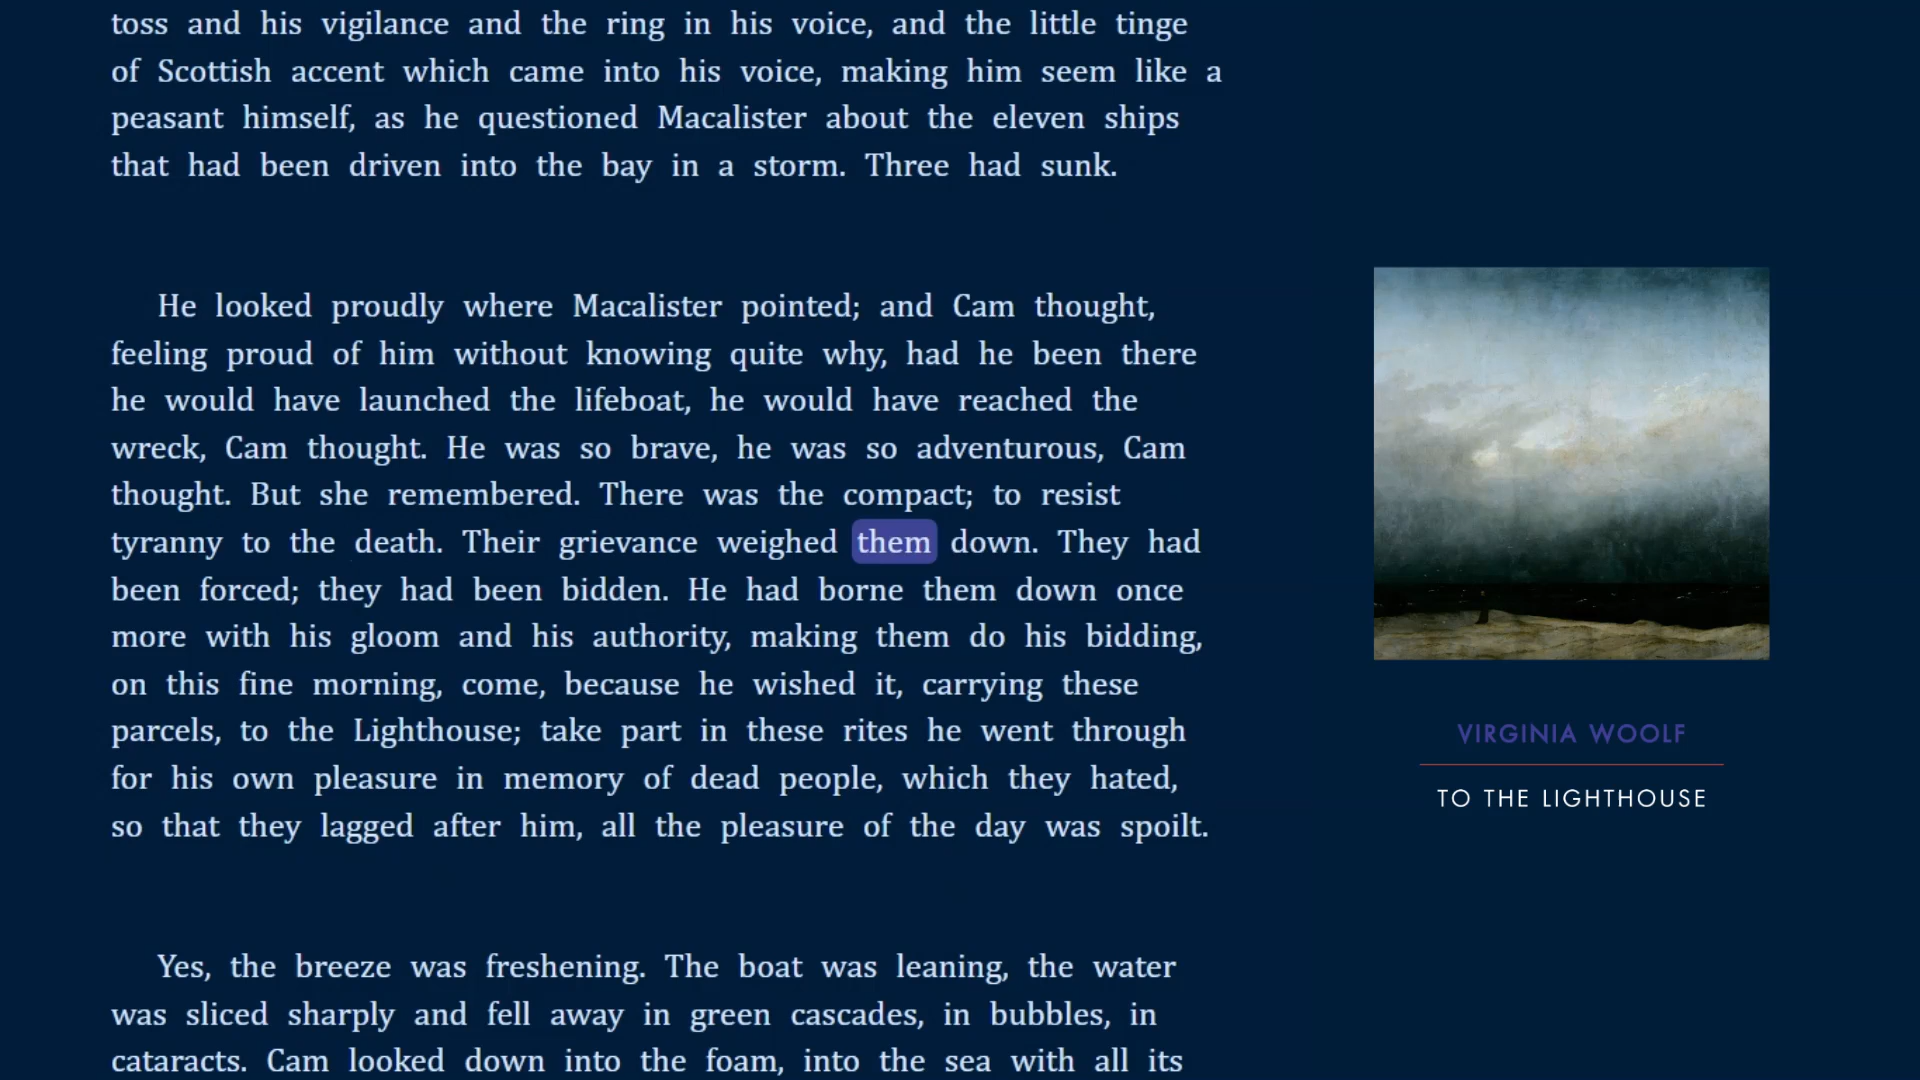 toss and his vigilance and the ring in his voice, and the little tinge
of Scottish accent which came into his voice, making him seem like a
peasant himself, as he questioned Macalister about the eleven ships
that had been driven into the bay in a storm. Three had sunk.
He looked proudly where Macalister pointed; and Cam thought,
feeling proud of him without knowing quite why, had he been there
he would have launched the lifeboat, he would have reached the
wreck, Cam thought. He was so brave, he was so adventurous, Cam
thought. But she remembered. There was the compact; to resist
tyranny to the death. Their grievance weighed them down. They had
been forced; they had been bidden. He had borne them down once
more with his gloom and his authority, making them do his bidding,
on this fine morning, come, because he wished it, carrying these
parcels, to the Lighthouse; take part in these rites he went through
for his own pleasure in memory of dead people, which they hated,
so that they lagged after him, all the pleasure of the day was spoilt.
Yes, the breeze was freshening. The boat was leaning, the water
was sliced sharply and fell away in green cascades, in bubbles, in
cataracts. Cam looked down into the foam, into the sea with all its
VIRGINIA WOOLF
TO THE LIGHTHOUSE